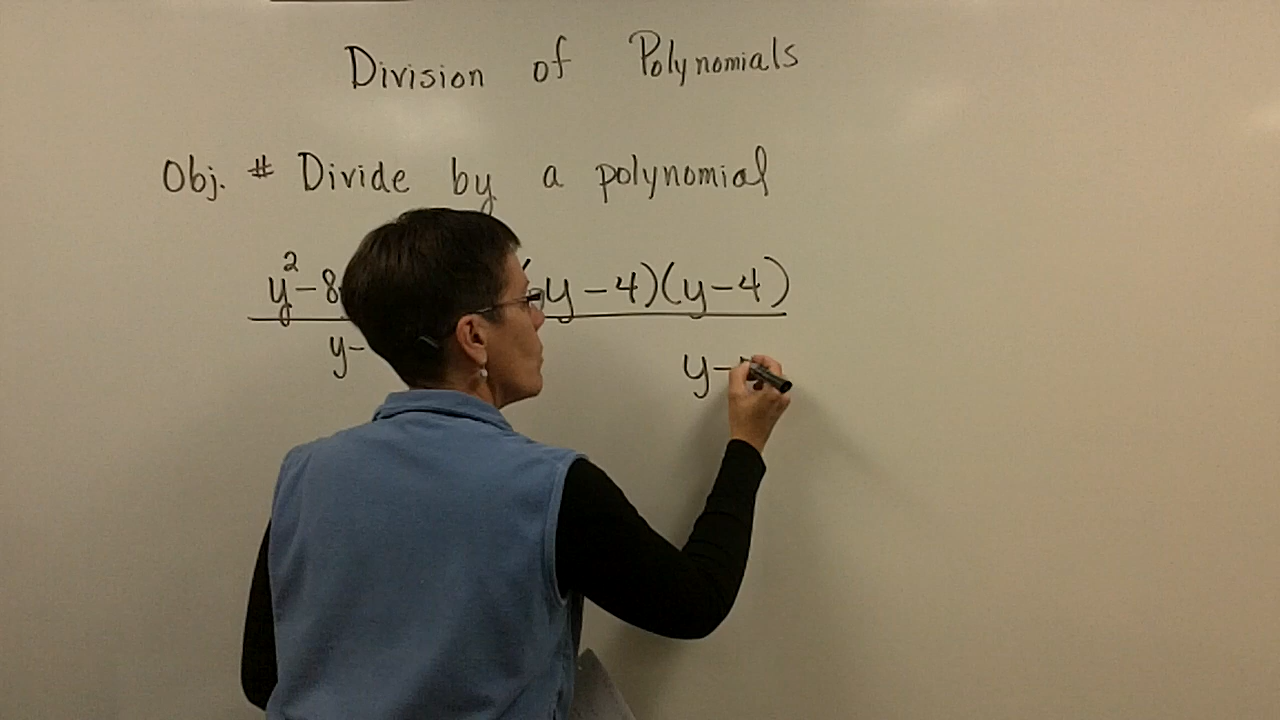 Division of Polynomials
Obj. # Divide by a polynomial
y² - 8 (y - 4)(y - 4)
y - y -